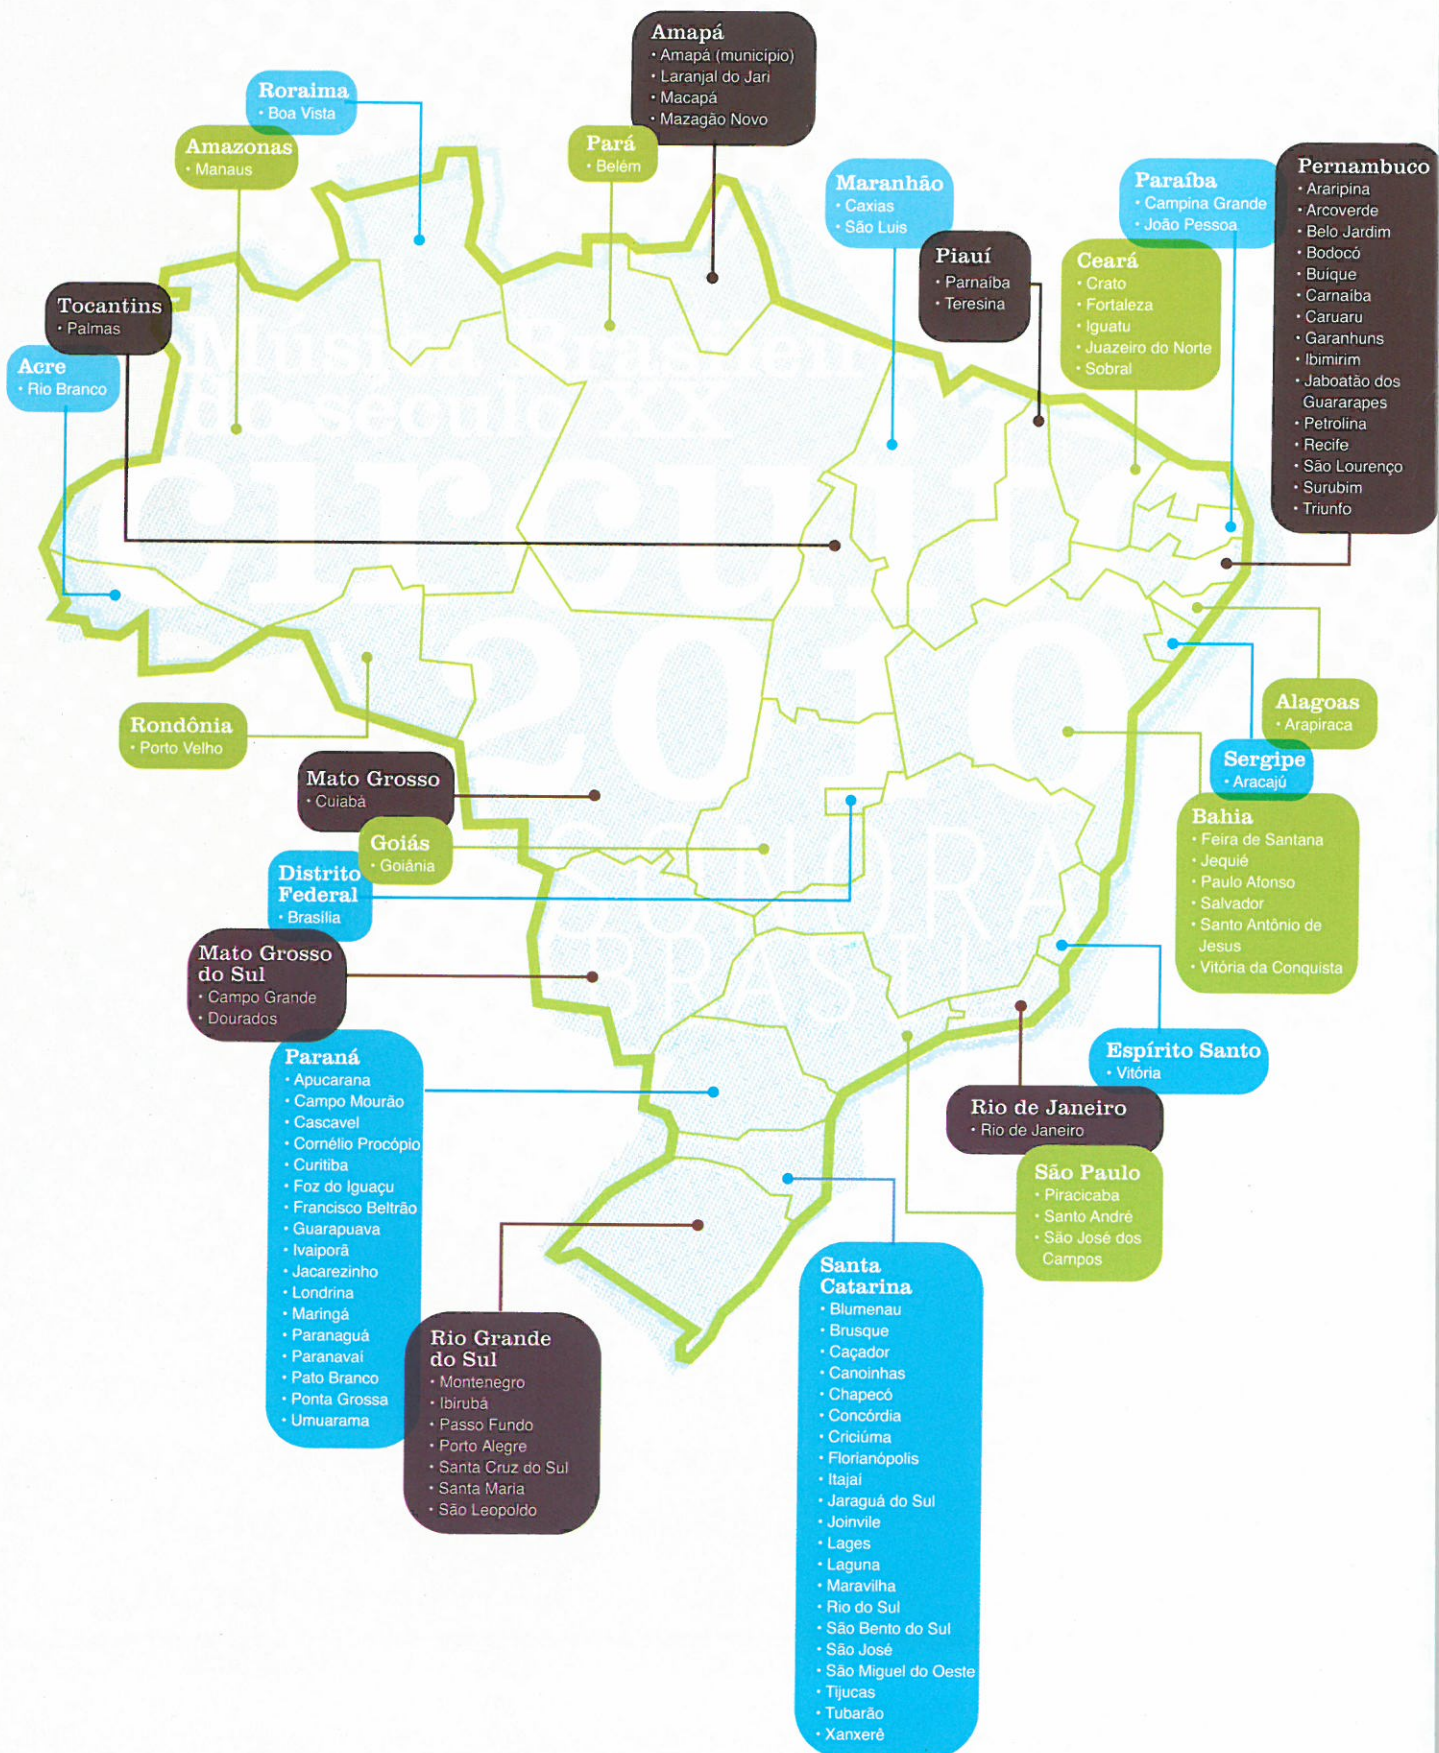 Amapá
• Amapá (município)
• Laranjal do Jari
• Macapá
• Mazagão Novo
Roraima
• Boa Vista
Amazonas
• Manaus
Pará
• Belém
Maranhão
• Caxias
• São Luis
Paraíba
• Campina Grande
• João Pessoa
Pernambuco
• Araripina
• Arcoverde
• Belo Jardim
• Bodocó
• Buíque
• Carnaíba
• Caruaru
• Garanhuns
• Ibimirim
• Jaboatão dos
Guararapes
• Petrolina
• Recife
• São Lourenço
• Surubim
• Triunfo
Piauí
• Parnaíba
• Teresina
Ceará
• Crato
• Fortaleza
• Iguatu
• Juazeiro do Norte
• Sobral
Tocantins
• Palmas
Acre
• Rio Branco
circuito
2010
SONORA
BRASIL
Rondônia
• Porto Velho
Alagoas
• Arapiraca
Sergipe
• Aracajú
Mato Grosso
• Cuiabá
Goiás
• Goiânia
Distrito
Federal
• Brasília
Bahia
• Feira de Santana
• Jequié
• Paulo Afonso
• Salvador
• Santo Antônio de
Jesus
• Vitória da Conquista
Mato Grosso
do Sul
• Campo Grande
• Dourados
Espírito Santo
• Vitória
Rio de Janeiro
• Rio de Janeiro
São Paulo
• Piracicaba
• Santo André
• São José dos
Campos
Paraná
• Apucarana
• Campo Mourão
• Cascavel
• Cornélio Procópio
• Curitiba
• Foz do Iguaçu
• Francisco Beltrão
• Guarapuava
• Ivaiporã
• Jacarezinho
• Londrina
• Maringá
• Paranaguá
• Paranavaí
• Pato Branco
• Ponta Grossa
• Umuarama
Rio Grande
do Sul
• Montenegro
• Ibirubá
• Passo Fundo
• Porto Alegre
• Santa Cruz do Sul
• Santa Maria
• São Leopoldo
Santa
Catarina
• Blumenau
• Brusque
• Caçador
• Canoinhas
• Chapecó
• Concórdia
• Criciúma
• Florianópolis
• Itajaí
• Jaraguá do Sul
• Joinvile
• Lages
• Laguna
• Maravilha
• Rio do Sul
• São Bento do Sul
• São José
• São Miguel do Oeste
• Tijucas
• Tubarão
• Xanxerê